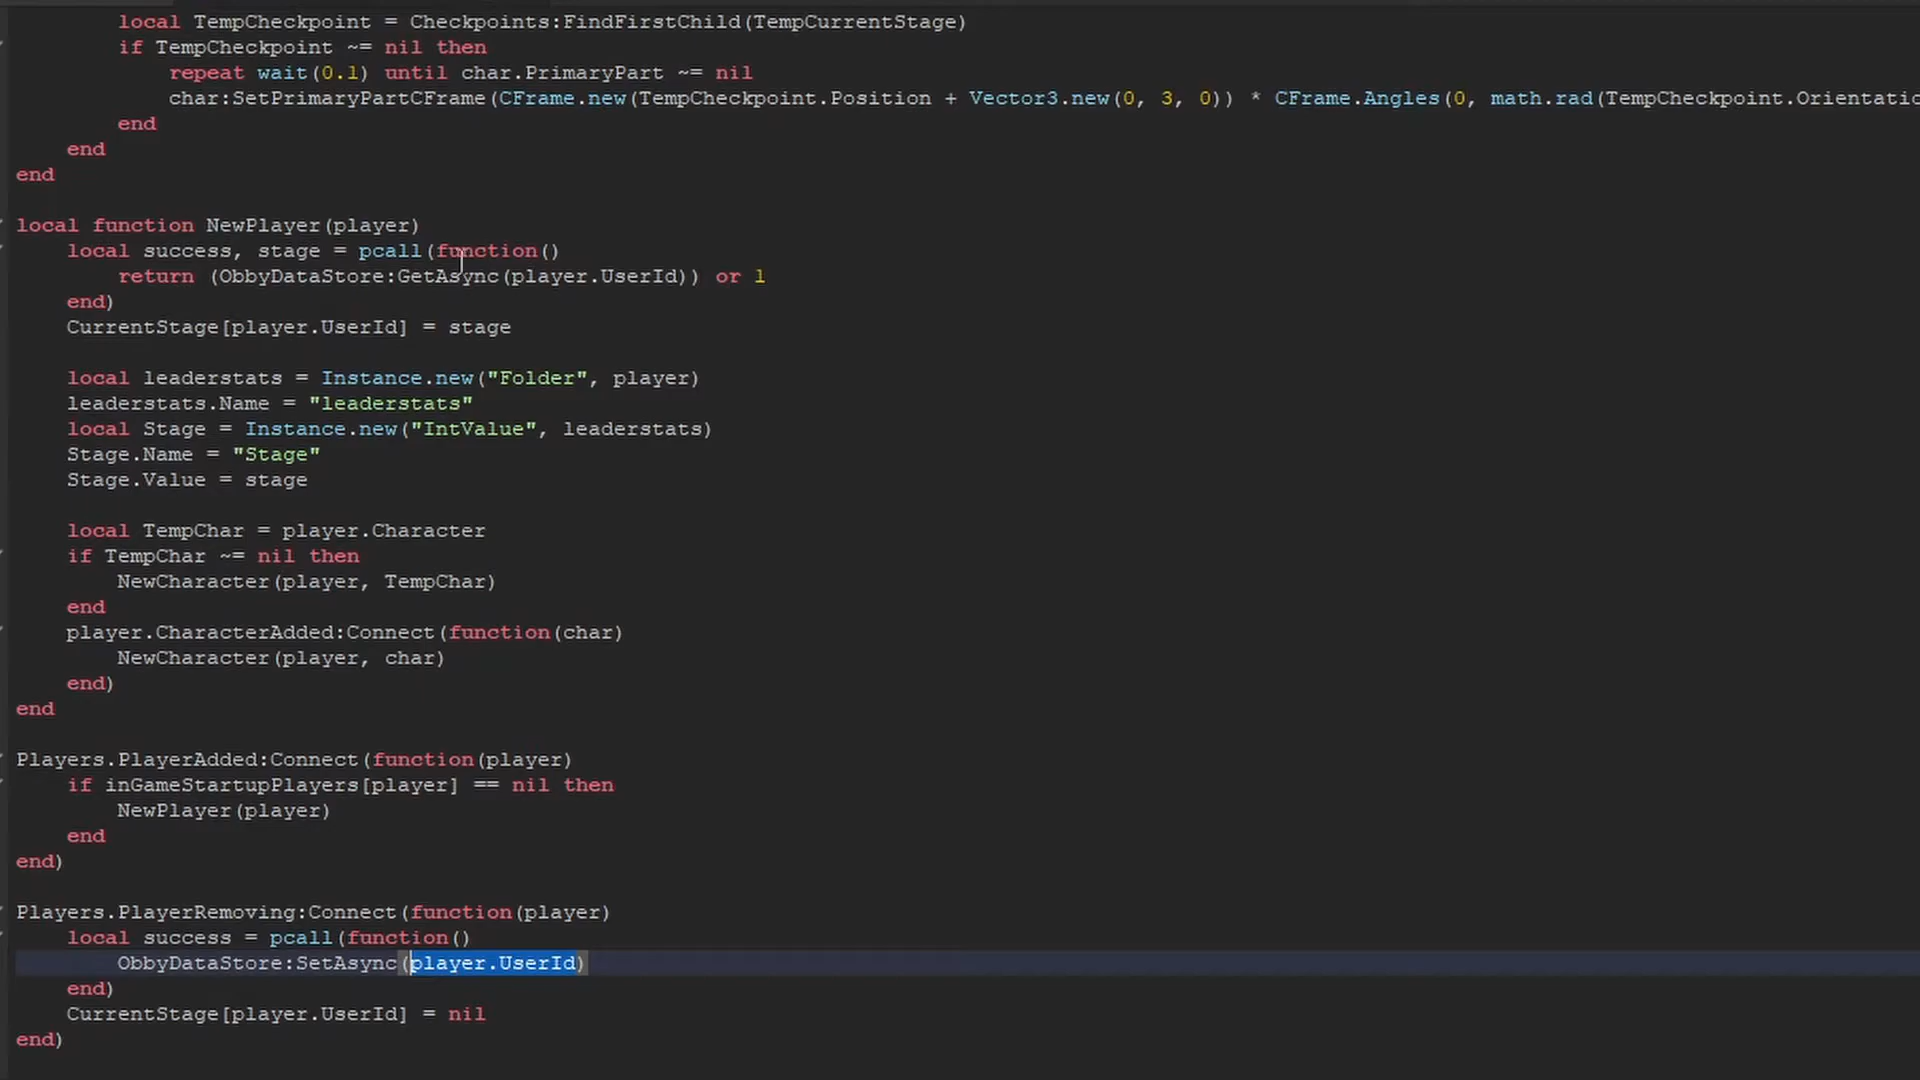 local TempCheckpoint = Checkpoints:FindFirstChild(TempCurrentStage)
if TempCheckpoint ~= nil then
repeat wait(0.1) until char.PrimaryPart ~= nil
char:SetPrimaryPartCFrame(CFrame.new(TempCheckpoint.Position + Vector3.new(0, 3, 0)) * CFrame.Angles(0, math.rad(TempCheckpoint.Orientatio
end
end
end
local function NewPlayer(player)
local success, stage = pcall(function()
return (ObbyDataStore:GetAsync(player.UserId)) or 1
end)
CurrentStage[player.UserId] = stage
local leaderstats = Instance.new("Folder", player)
leaderstats.Name = "leaderstats"
local Stage = Instance.new("IntValue", leaderstats)
Stage.Name = "Stage"
Stage.Value = stage
local TempChar = player.Character
if TempChar ~= nil then
NewCharacter(player, TempChar)
end
player.CharacterAdded:Connect(function(char)
NewCharacter(player, char)
end)
end
Players.PlayerAdded:Connect(function(player)
if inGameStartupPlayers[player] == nil then
NewPlayer(player)
end
end)
Players.PlayerRemoving:Connect(function(player)
local success = pcall(function()
ObbyDataStore:SetAsync(player.UserId)
end)
CurrentStage[player.UserId] = nil
end)